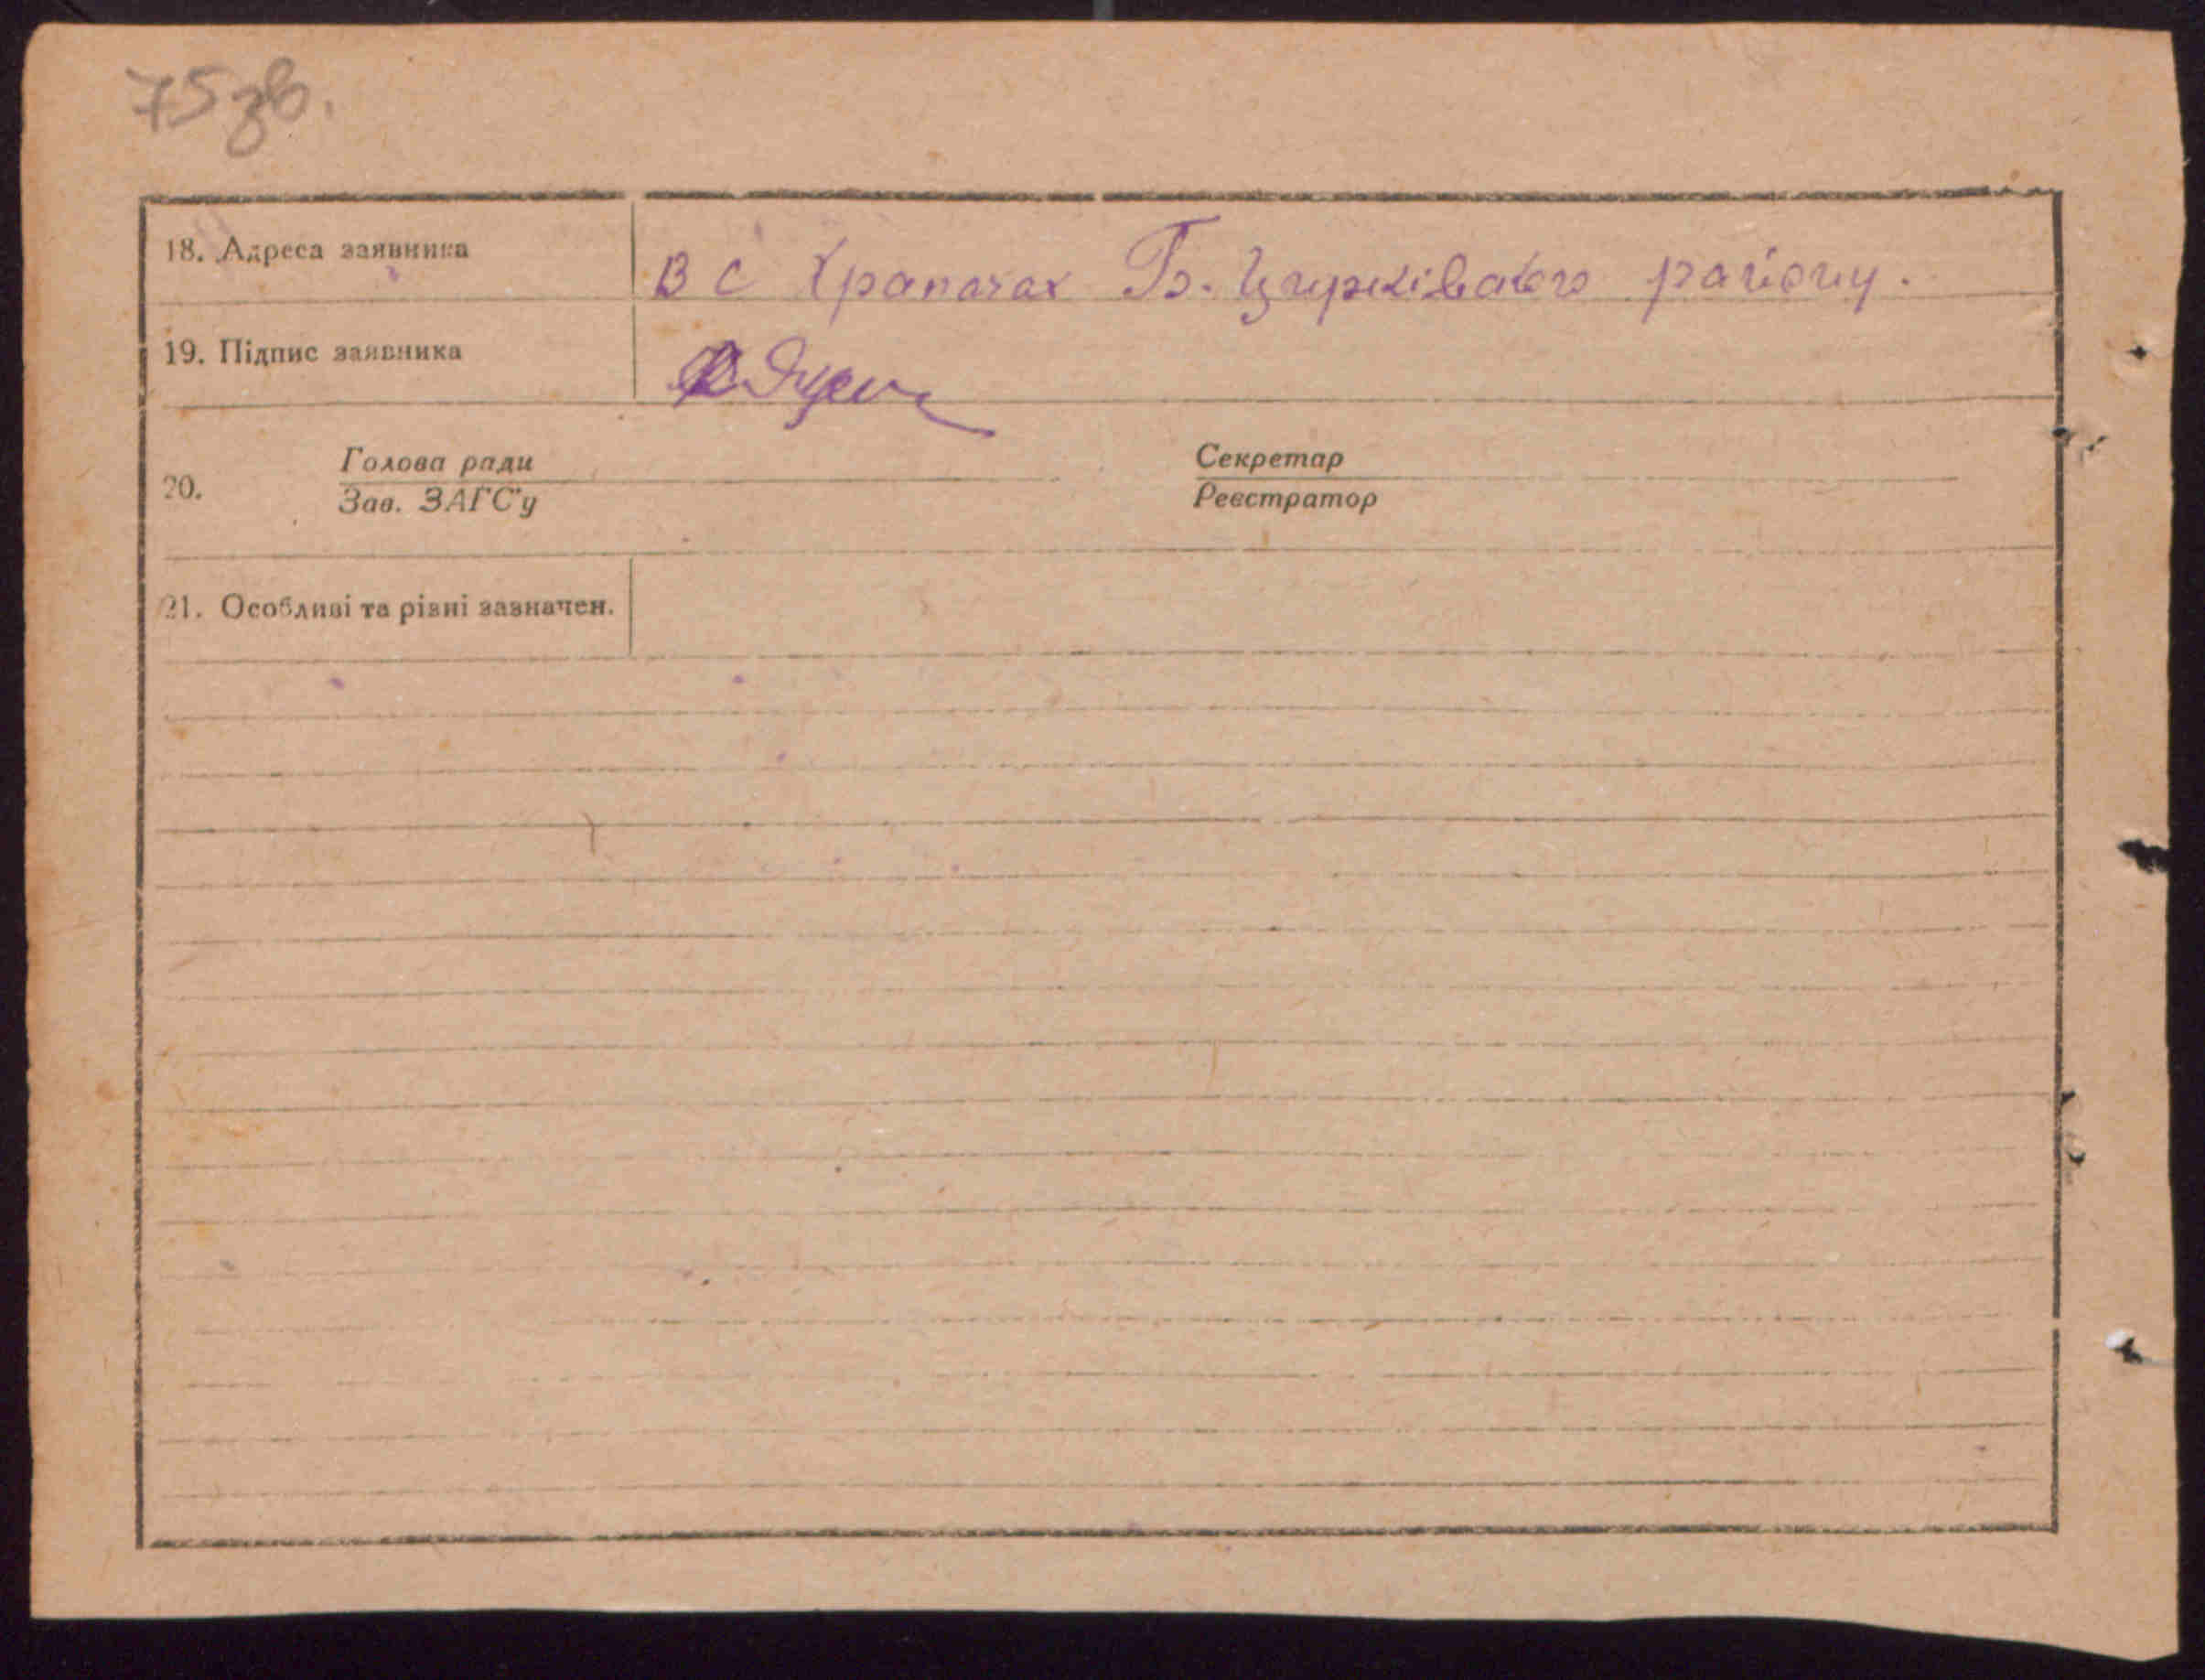 75 зв.
18. Адреса заявника В С Храпачах Б. Цирківського району.
19. Підпис заявника
20. Голова ради Секретар
Зав. ЗАГС'у Реєстратор
21. Особливі та різні зазначен.